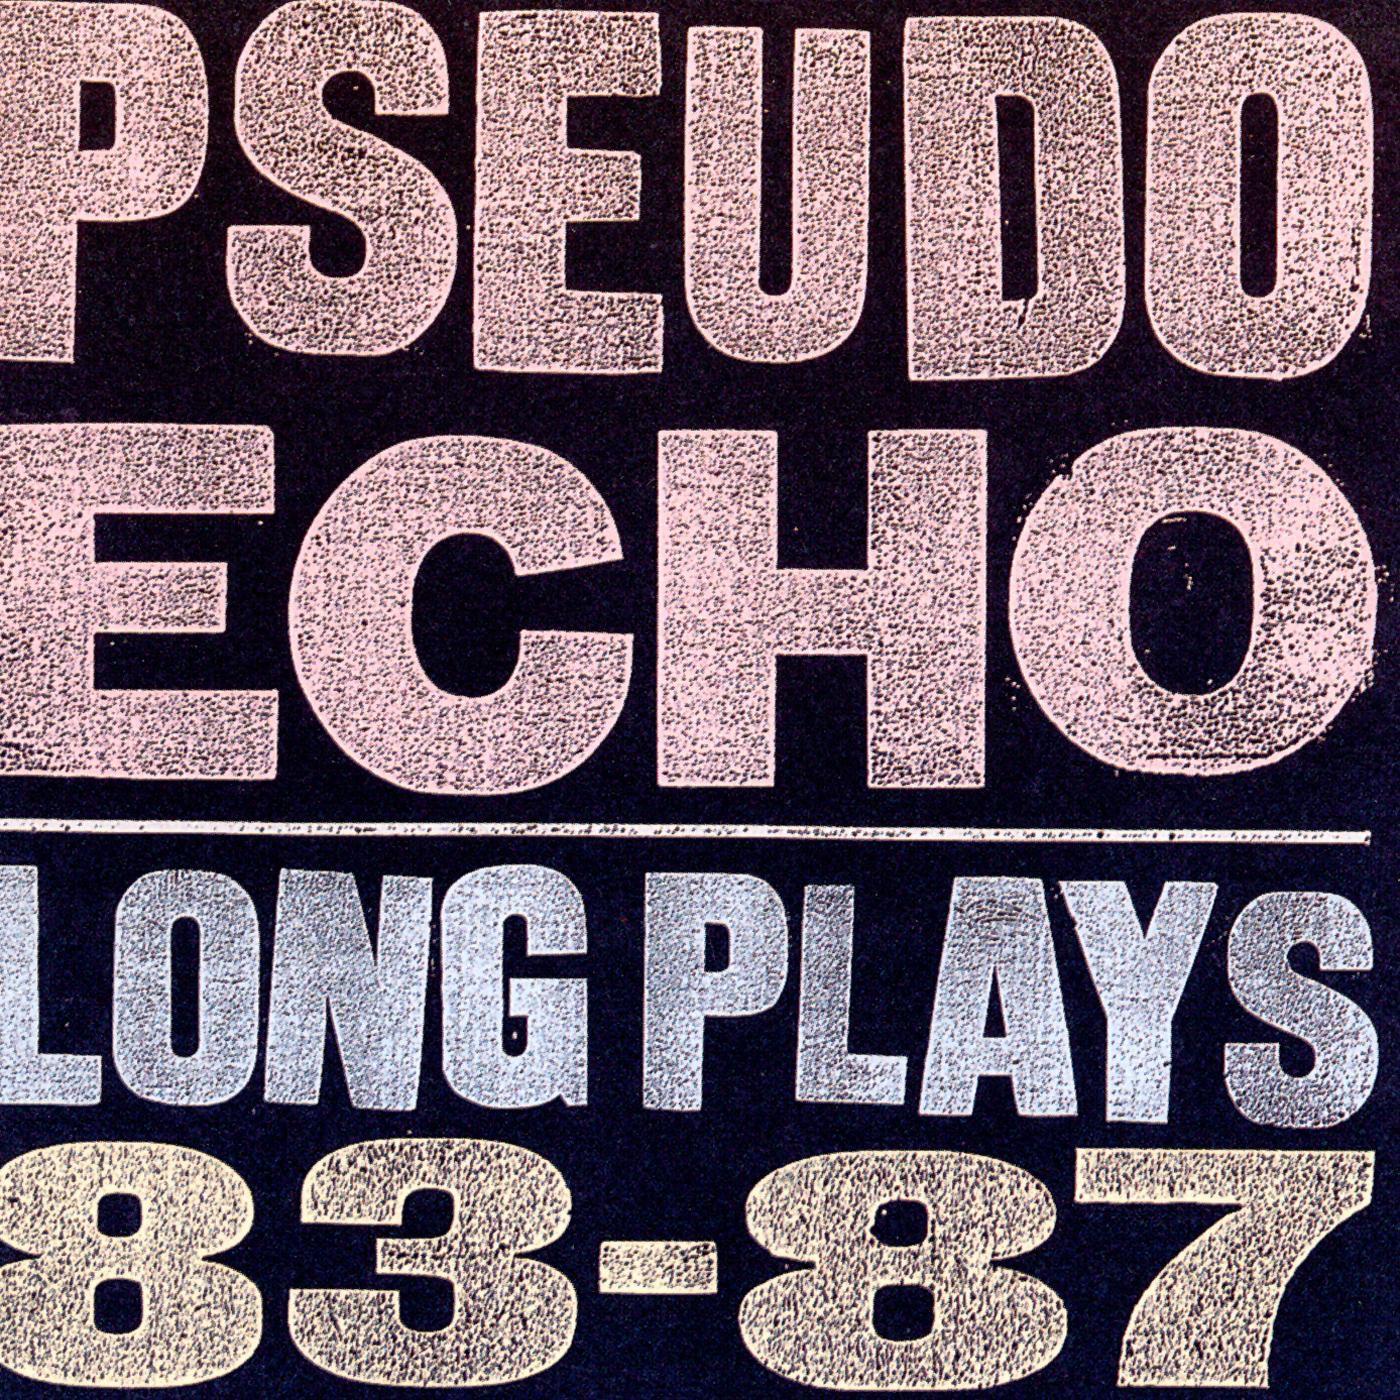 PSEUDO
ECHO
LONG PLAYS
83-87